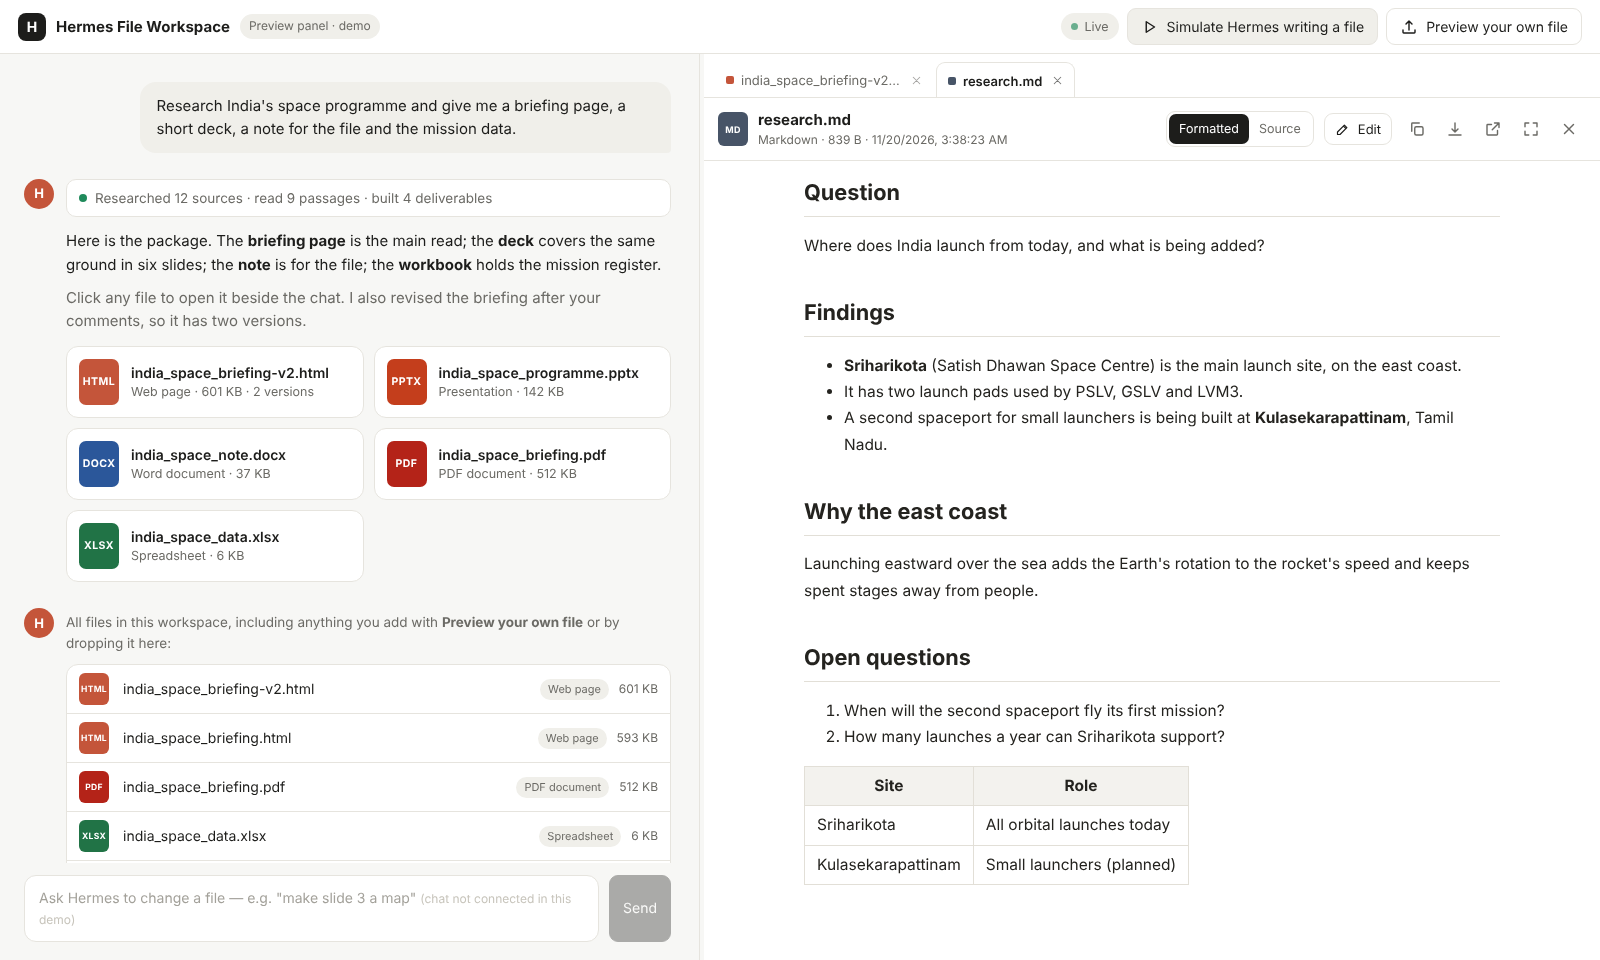 H Hermes File Workspace Preview panel · demo
Live Simulate Hermes writing a file Preview your own file
Research India's space programme and give me a briefing page, a
short deck, a note for the file and the mission data.
H
Researched 12 sources · read 9 passages · built 4 deliverables
Here is the package. The briefing page is the main read; the deck covers the same
ground in six slides; the note is for the file; the workbook holds the mission register.
Click any file to open it beside the chat. I also revised the briefing after your
comments, so it has two versions.
HTML
india_space_briefing-v2.html
Web page · 601 KB · 2 versions
PPTX
india_space_programme.pptx
Presentation · 142 KB
DOCX
india_space_note.docx
Word document · 37 KB
PDF
india_space_briefing.pdf
PDF document · 512 KB
XLSX
india_space_data.xlsx
Spreadsheet · 6 KB
H
All files in this workspace, including anything you add with Preview your own file or by
dropping it here:
HTML india_space_briefing-v2.html Web page 601 KB
HTML india_space_briefing.html Web page 593 KB
PDF india_space_briefing.pdf PDF document 512 KB
XLSX india_space_data.xlsx Spreadsheet 6 KB
Ask Hermes to change a file — e.g. "make slide 3 a map" (chat not connected in this
demo)
Send
india_space_briefing-v2... research.md
MD
research.md
Markdown · 839 B · 11/20/2026, 3:38:23 AM
Formatted Source Edit
Question
Where does India launch from today, and what is being added?
Findings
• Sriharikota (Satish Dhawan Space Centre) is the main launch site, on the east coast.
• It has two launch pads used by PSLV, GSLV and LVM3.
• A second spaceport for small launchers is being built at Kulasekarapattinam, Tamil
Nadu.
Why the east coast
Launching eastward over the sea adds the Earth's rotation to the rocket's speed and keeps
spent stages away from people.
Open questions
1. When will the second spaceport fly its first mission?
2. How many launches a year can Sriharikota support?
Site Role
Sriharikota All orbital launches today
Kulasekarapattinam Small launchers (planned)